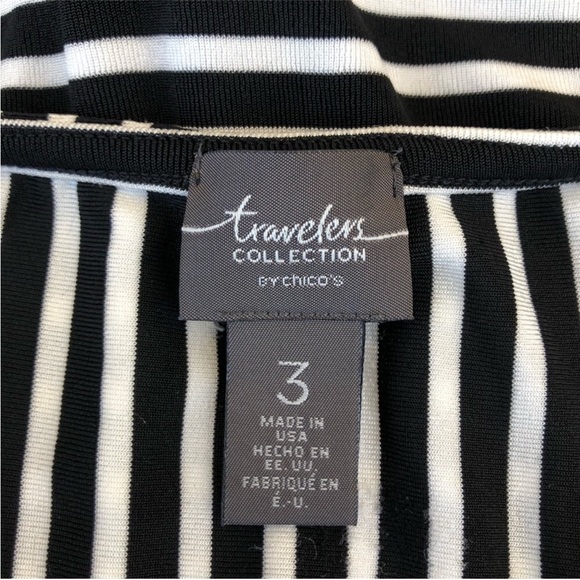 travelers
COLLECTION
BY chico's
3
MADE IN
USA
HECHO EN
EE. UU.
FABRIQUÉ EN
É.-U.